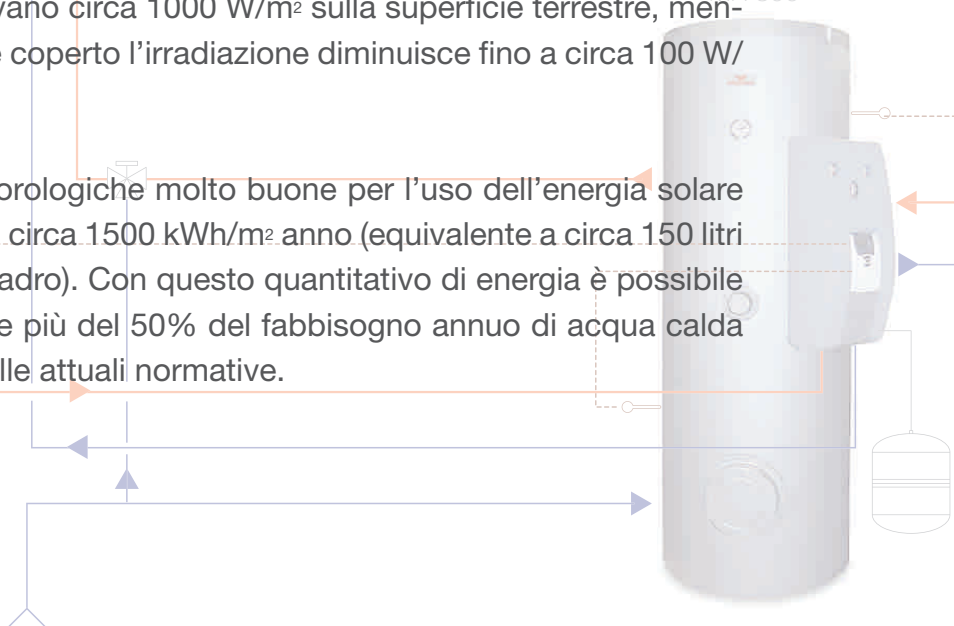 vano circa 1000 W/m² sulla superficie terrestre, men-
e coperto l’irradiazione diminuisce fino a circa 100 W/
orologiche molto buone per l’uso dell’energia solare
circa 1500 kWh/m² anno (equivalente a circa 150 litri
adro). Con questo quantitativo di energia è possibile
e più del 50% del fabbisogno annuo di acqua calda
lle attuali normative.